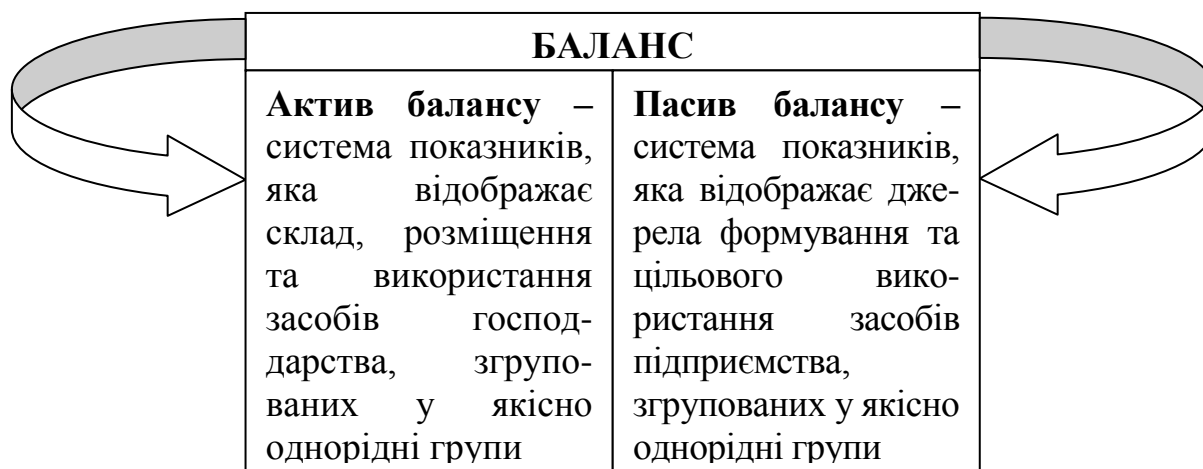 БАЛАНС
Актив балансу –
система показників,
яка відображає
склад, розміщення
та використання
засобів господ-
дарства, згрупо-
ваних у якісно
однорідні групи
Пасив балансу –
система показників,
яка відображає дже-
рела формування та
цільового вико-
ристання засобів
підприємства,
згрупованих у якісно
однорідні групи